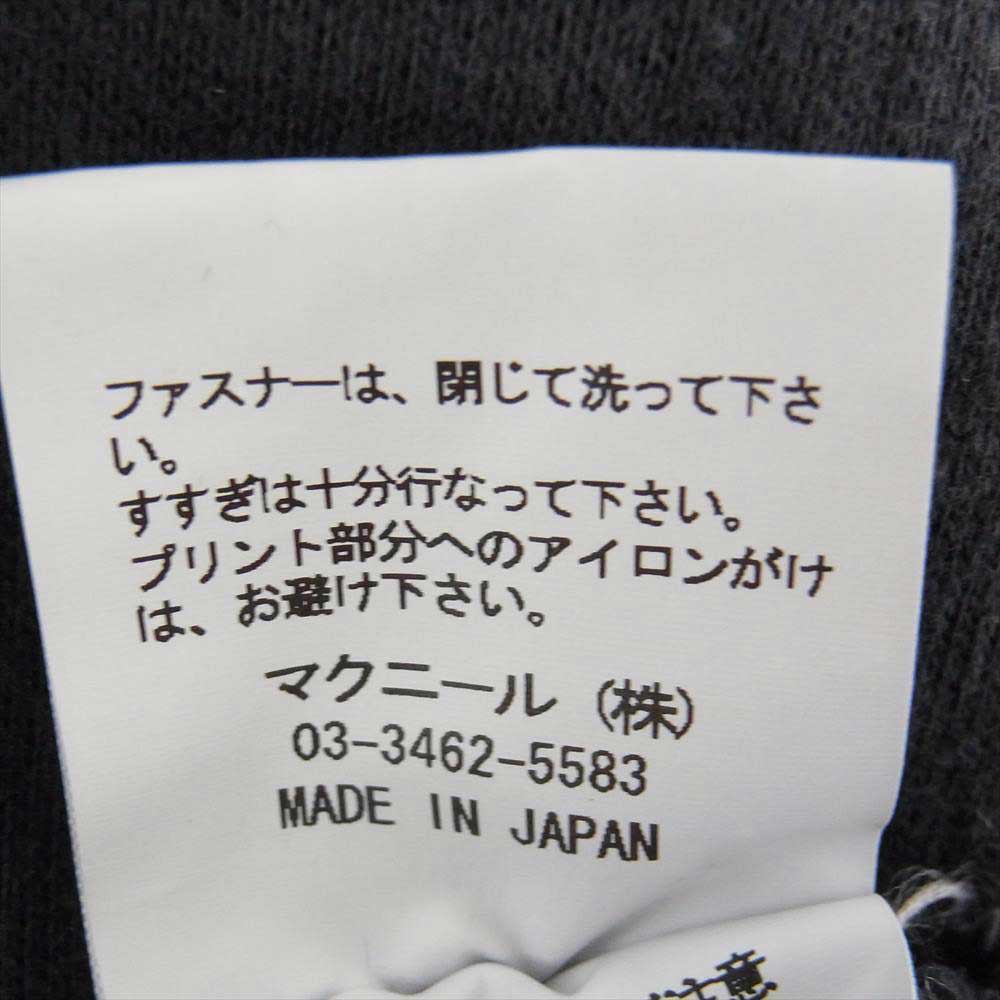 ファスナーは、閉じて洗って下さ
い。
すすぎは十分行なって下さい。
プリント部分へのアイロンがけ
は、お避け下さい。
マクニール（株）
03-3462-5583
MADE IN JAPAN
注意